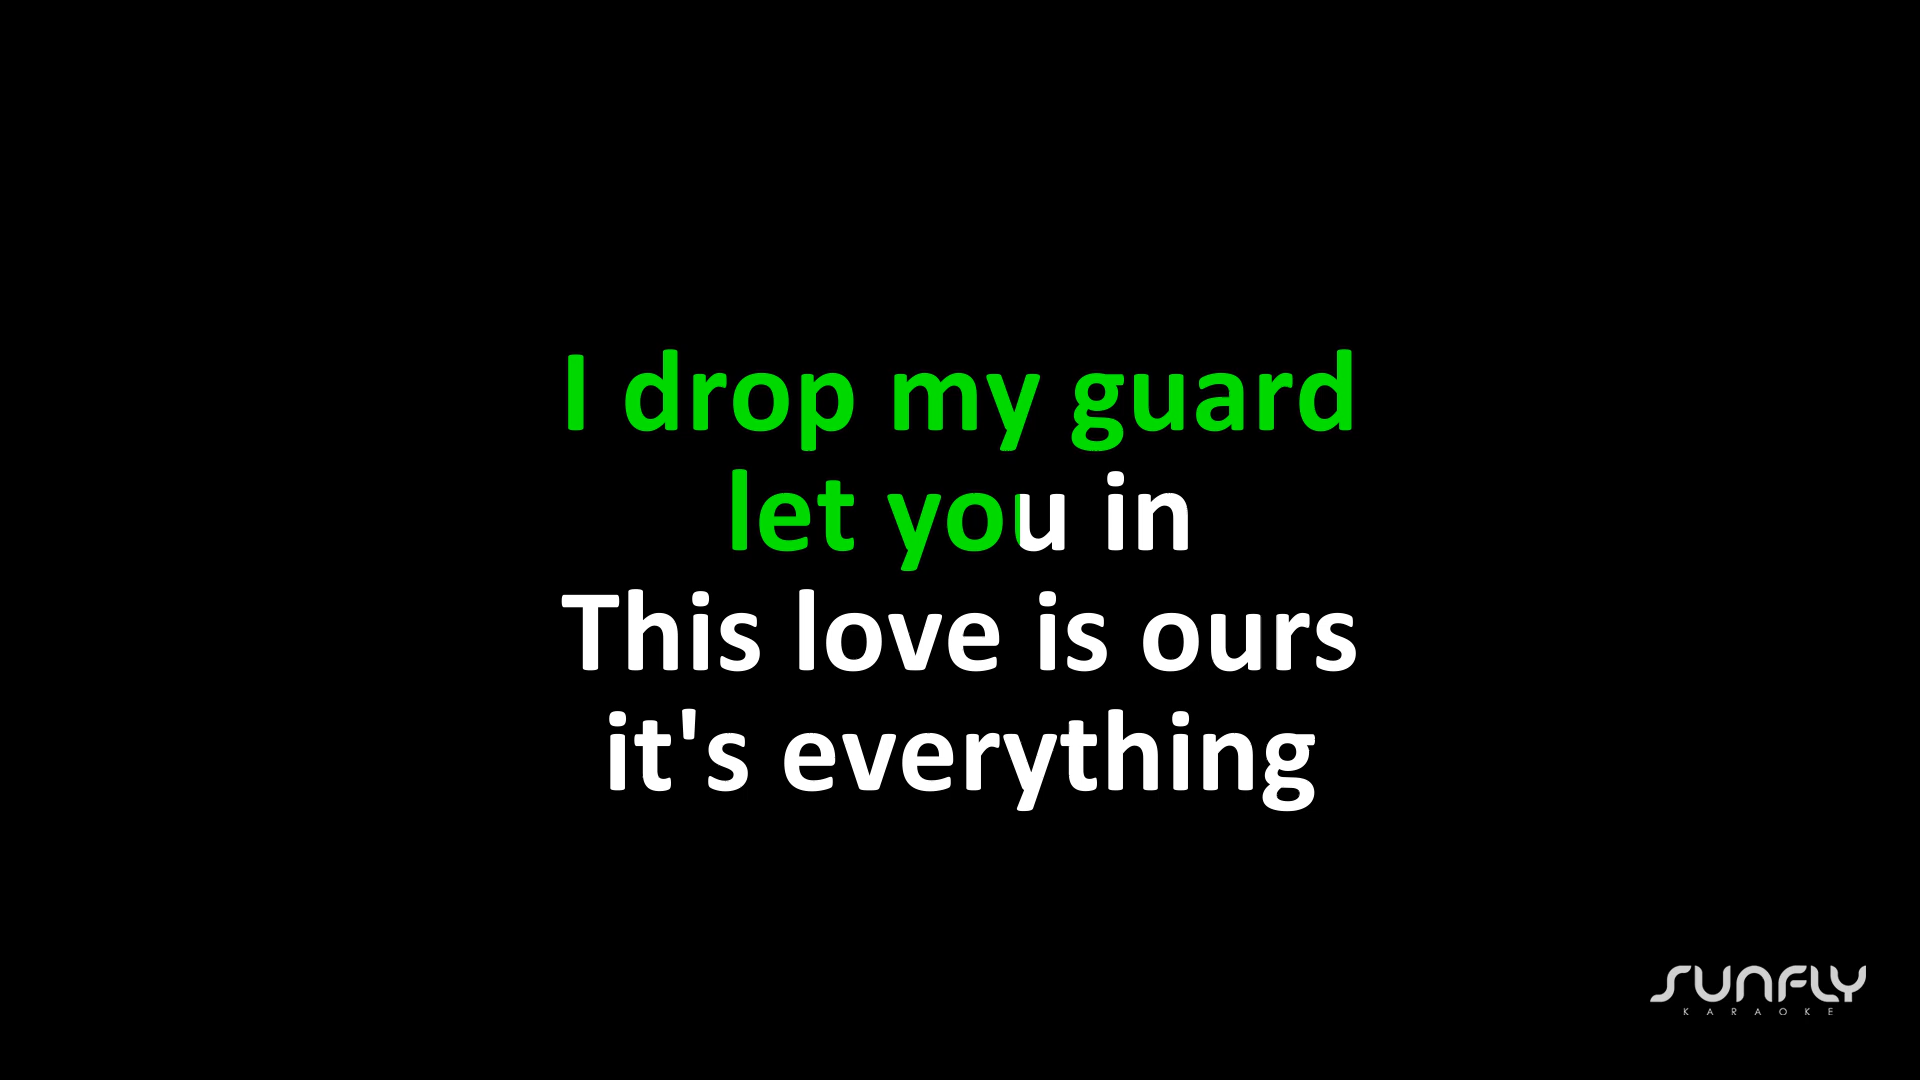 I drop my guard
let you in
This love is ours
it's everything
SUNFLY
KARAOKE